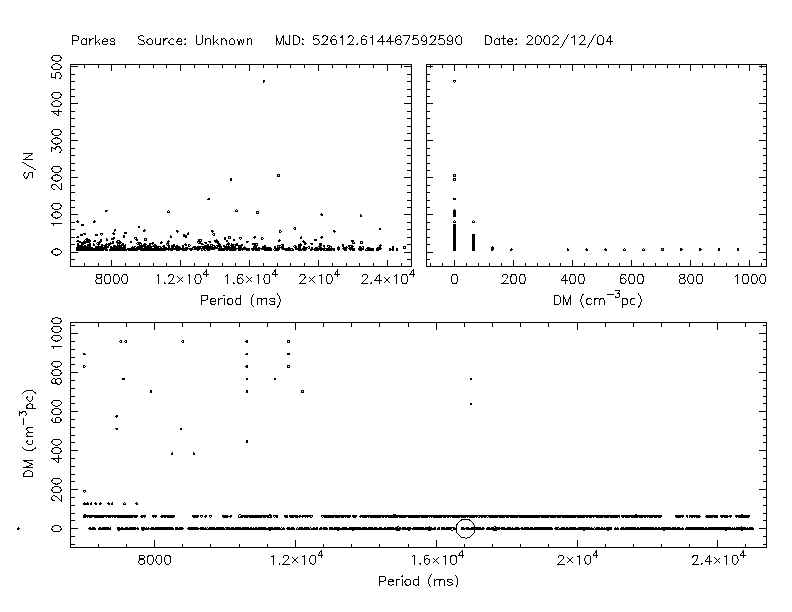 Parkes Source: Unknown MJD: 52612.614467592590 Date: 2002/12/04
500
400
300
200
100
0
S/N
8000 1.2×10⁴ 1.6×10⁴ 2×10⁴ 2.4×10⁴
Period (ms)
0 200 400 600 800 1000
DM (cm⁻³pc)
1000
800
600
400
200
0
DM (cm⁻³pc)
8000 1.2×10⁴ 1.6×10⁴ 2×10⁴ 2.4×10⁴
Period (ms)